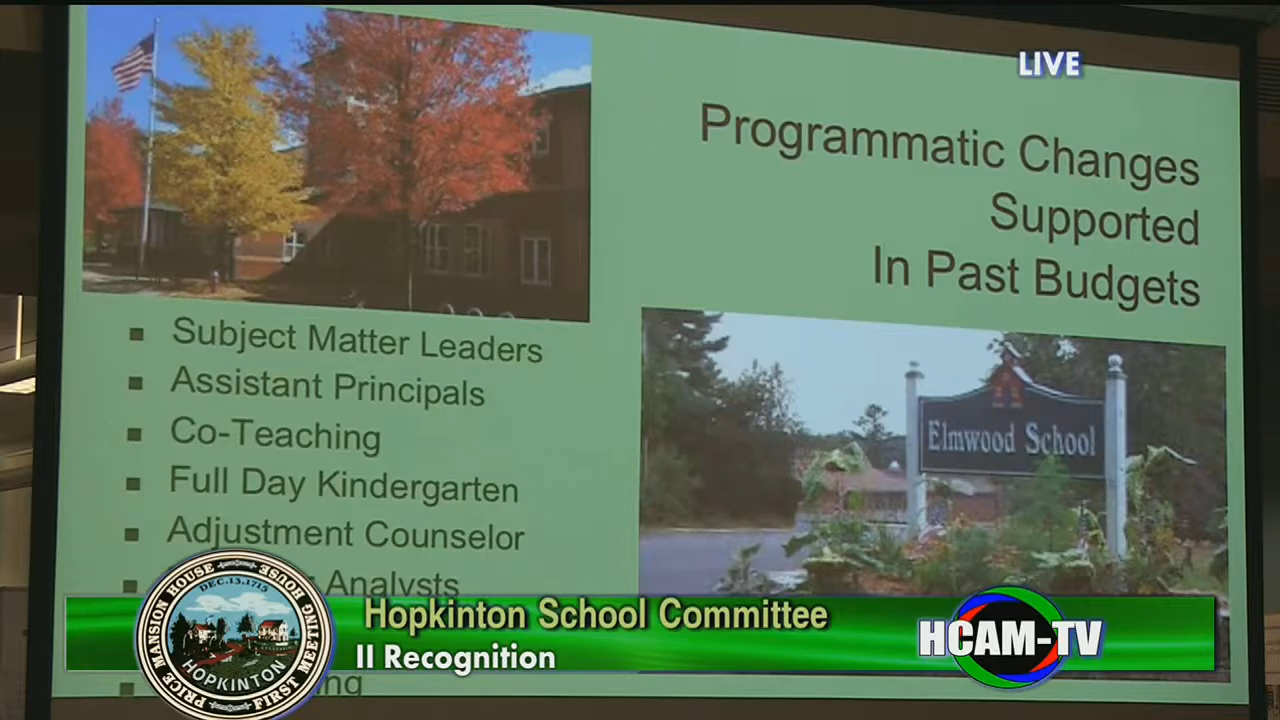 LIVE
Programmatic Changes
Supported
In Past Budgets
Subject Matter Leaders
Assistant Principals
Co-Teaching
Full Day Kindergarten
Adjustment Counselor
Analysts
Elmwood School
Hopkinton School Committee
II Recognition
HCAM-TV
PRICE MANSION HOUSE
FIRST MEETING HOUSE
DEC. 13, 1715
HOPKINTON